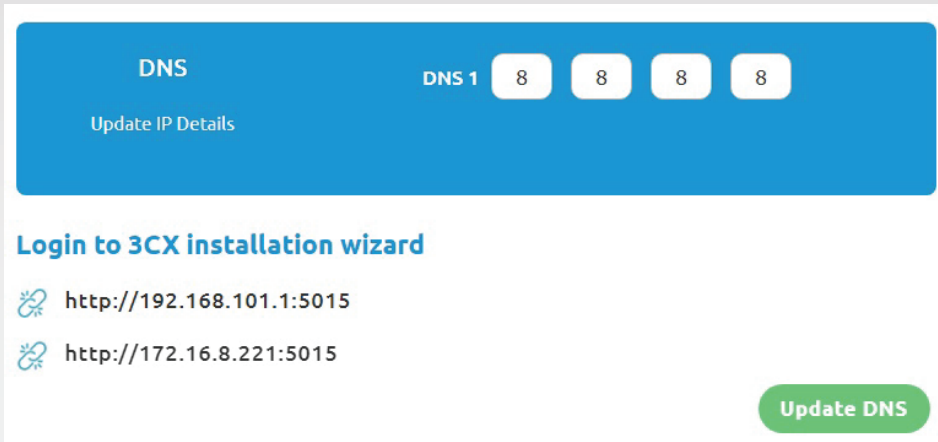 DNS
DNS 1 8 8 8 8
Update IP Details
Login to 3CX installation wizard
http://192.168.101.1:5015
http://172.16.8.221:5015
Update DNS